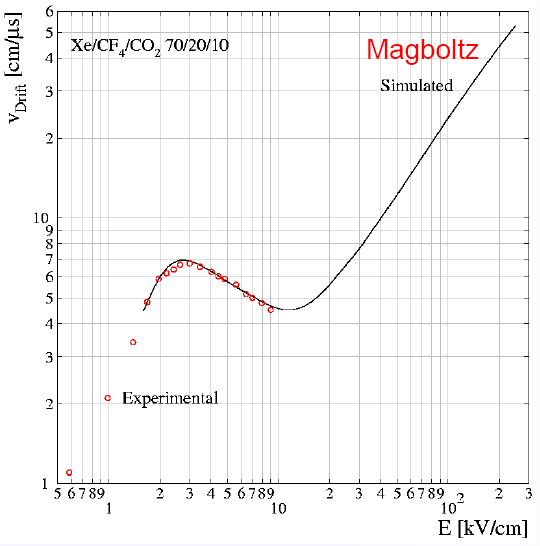 6
5
4
3
2
10
9
8
7
6
5
4
3
2
1
v_Drift [cm/μs]
Xe/CF₄/CO₂ 70/20/10
Magboltz
Simulated
Experimental
5 6 7 8 9 2 3 4 5 6 7 8 9 2 3 4 5 6 7 8 9 2 3
1 10 10²
E [kV/cm]